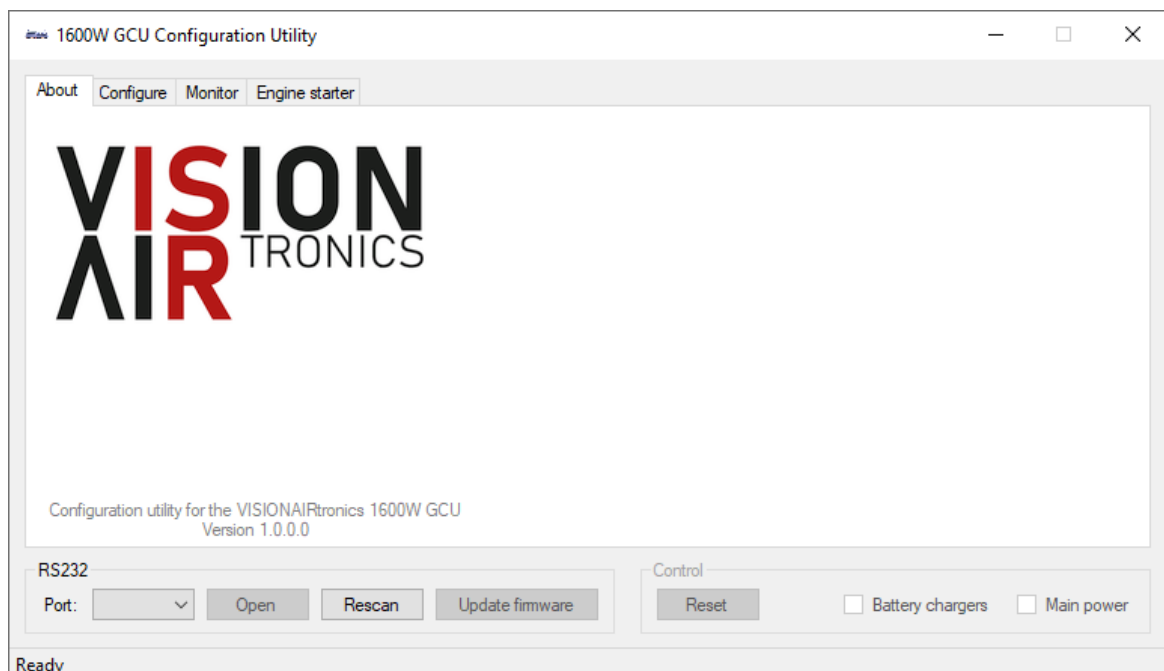 1600W GCU Configuration Utility
About Configure Monitor Engine starter
VISION
AIR TRONICS
Configuration utility for the VISIONAIRtronics 1600W GCU
Version 1.0.0.0
RS232 Control
Port: Open Rescan Update firmware Reset Battery chargers Main power
Ready